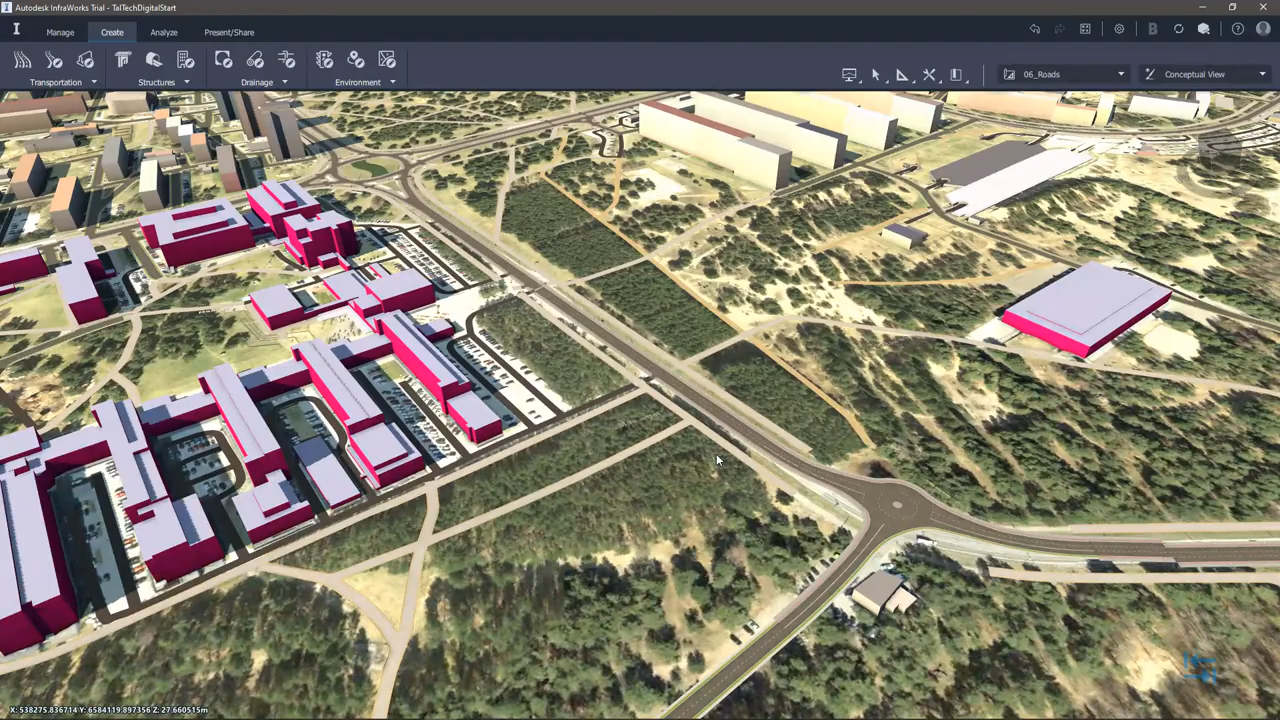 Autodesk InfraWorks Trial - TalTechDigitalStart
Manage
Create
Analyze
Present/Share
Transportation
Structures
Drainage
Environment
06_Roads
Conceptual View
X: 538275.836714 Y: 6584119.897356 Z: 27.660515m